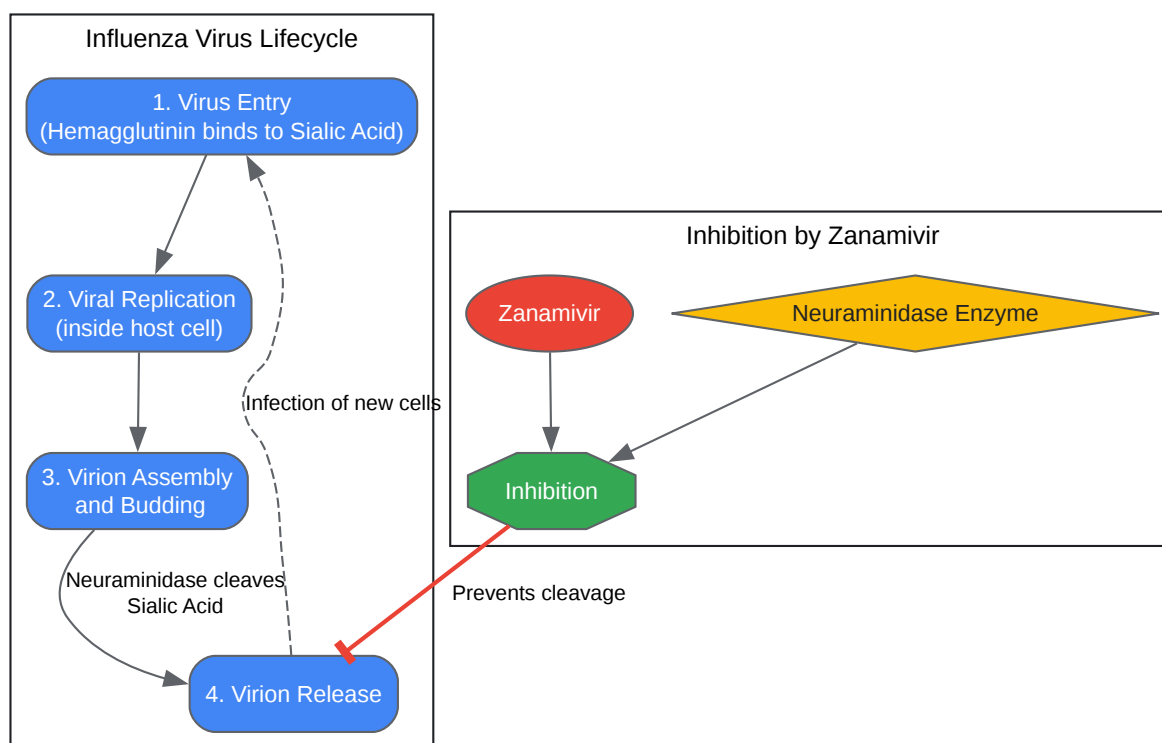 Influenza Virus Lifecycle
1. Virus Entry
(Hemagglutinin binds to Sialic Acid)
2. Viral Replication
(inside host cell)
Infection of new cells
3. Virion Assembly
and Budding
Neuraminidase cleaves
Sialic Acid
4. Virion Release
Inhibition by Zanamivir
Zanamivir
Neuraminidase Enzyme
Inhibition
Prevents cleavage